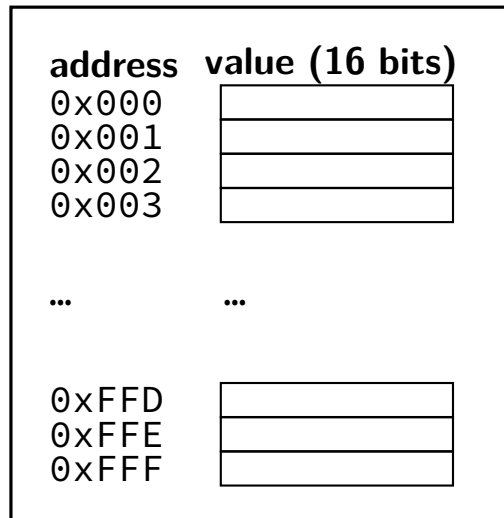 address value (16 bits)
0x000
0x001
0x002
0x003
… …
0xFFD
0xFFE
0xFFF